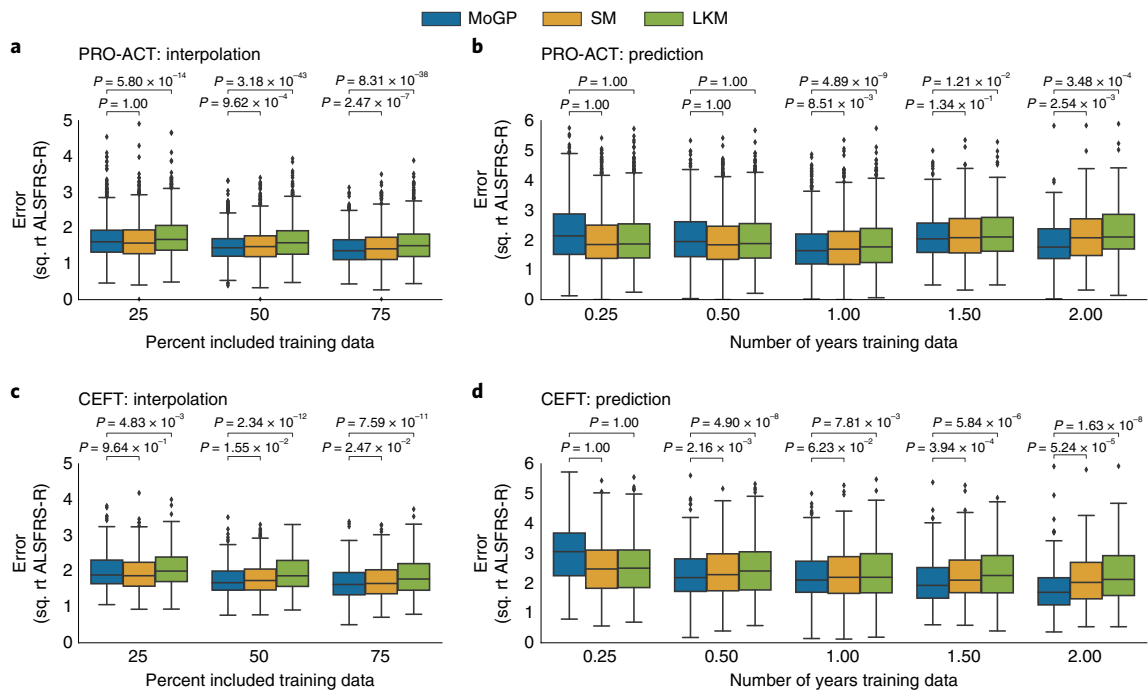 MoGP SM LKM
a
PRO-ACT: interpolation
P = 5.80 × 10⁻¹⁴ P = 3.18 × 10⁻⁴³ P = 8.31 × 10⁻³⁸
P = 1.00 P = 9.62 × 10⁻⁴ P = 2.47 × 10⁻⁷
5
4
3
2
1
0
Error
(sq. rt ALSFRS-R)
25 50 75
Percent included training data
b
PRO-ACT: prediction
P = 1.00 P = 1.00 P = 4.89 × 10⁻⁹ P = 1.21 × 10⁻² P = 3.48 × 10⁻⁴
P = 1.00 P = 1.00 P = 8.51 × 10⁻³ P = 1.34 × 10⁻¹ P = 2.54 × 10⁻³
6
5
4
3
2
1
0
Error
(sq. rt ALSFRS-R)
0.25 0.50 1.00 1.50 2.00
Number of years training data
c
CEFT: interpolation
P = 4.83 × 10⁻³ P = 2.34 × 10⁻¹² P = 7.59 × 10⁻¹¹
P = 9.64 × 10⁻¹ P = 1.55 × 10⁻² P = 2.47 × 10⁻²
5
4
3
2
1
0
Error
(sq. rt ALSFRS-R)
25 50 75
Percent included training data
d
CEFT: prediction
P = 1.00 P = 4.90 × 10⁻⁸ P = 7.81 × 10⁻³ P = 5.84 × 10⁻⁶ P = 1.63 × 10⁻⁸
P = 1.00 P = 2.16 × 10⁻³ P = 6.23 × 10⁻² P = 3.94 × 10⁻⁴ P = 5.24 × 10⁻⁵
6
5
4
3
2
1
0
Error
(sq. rt ALSFRS-R)
0.25 0.50 1.00 1.50 2.00
Number of years training data